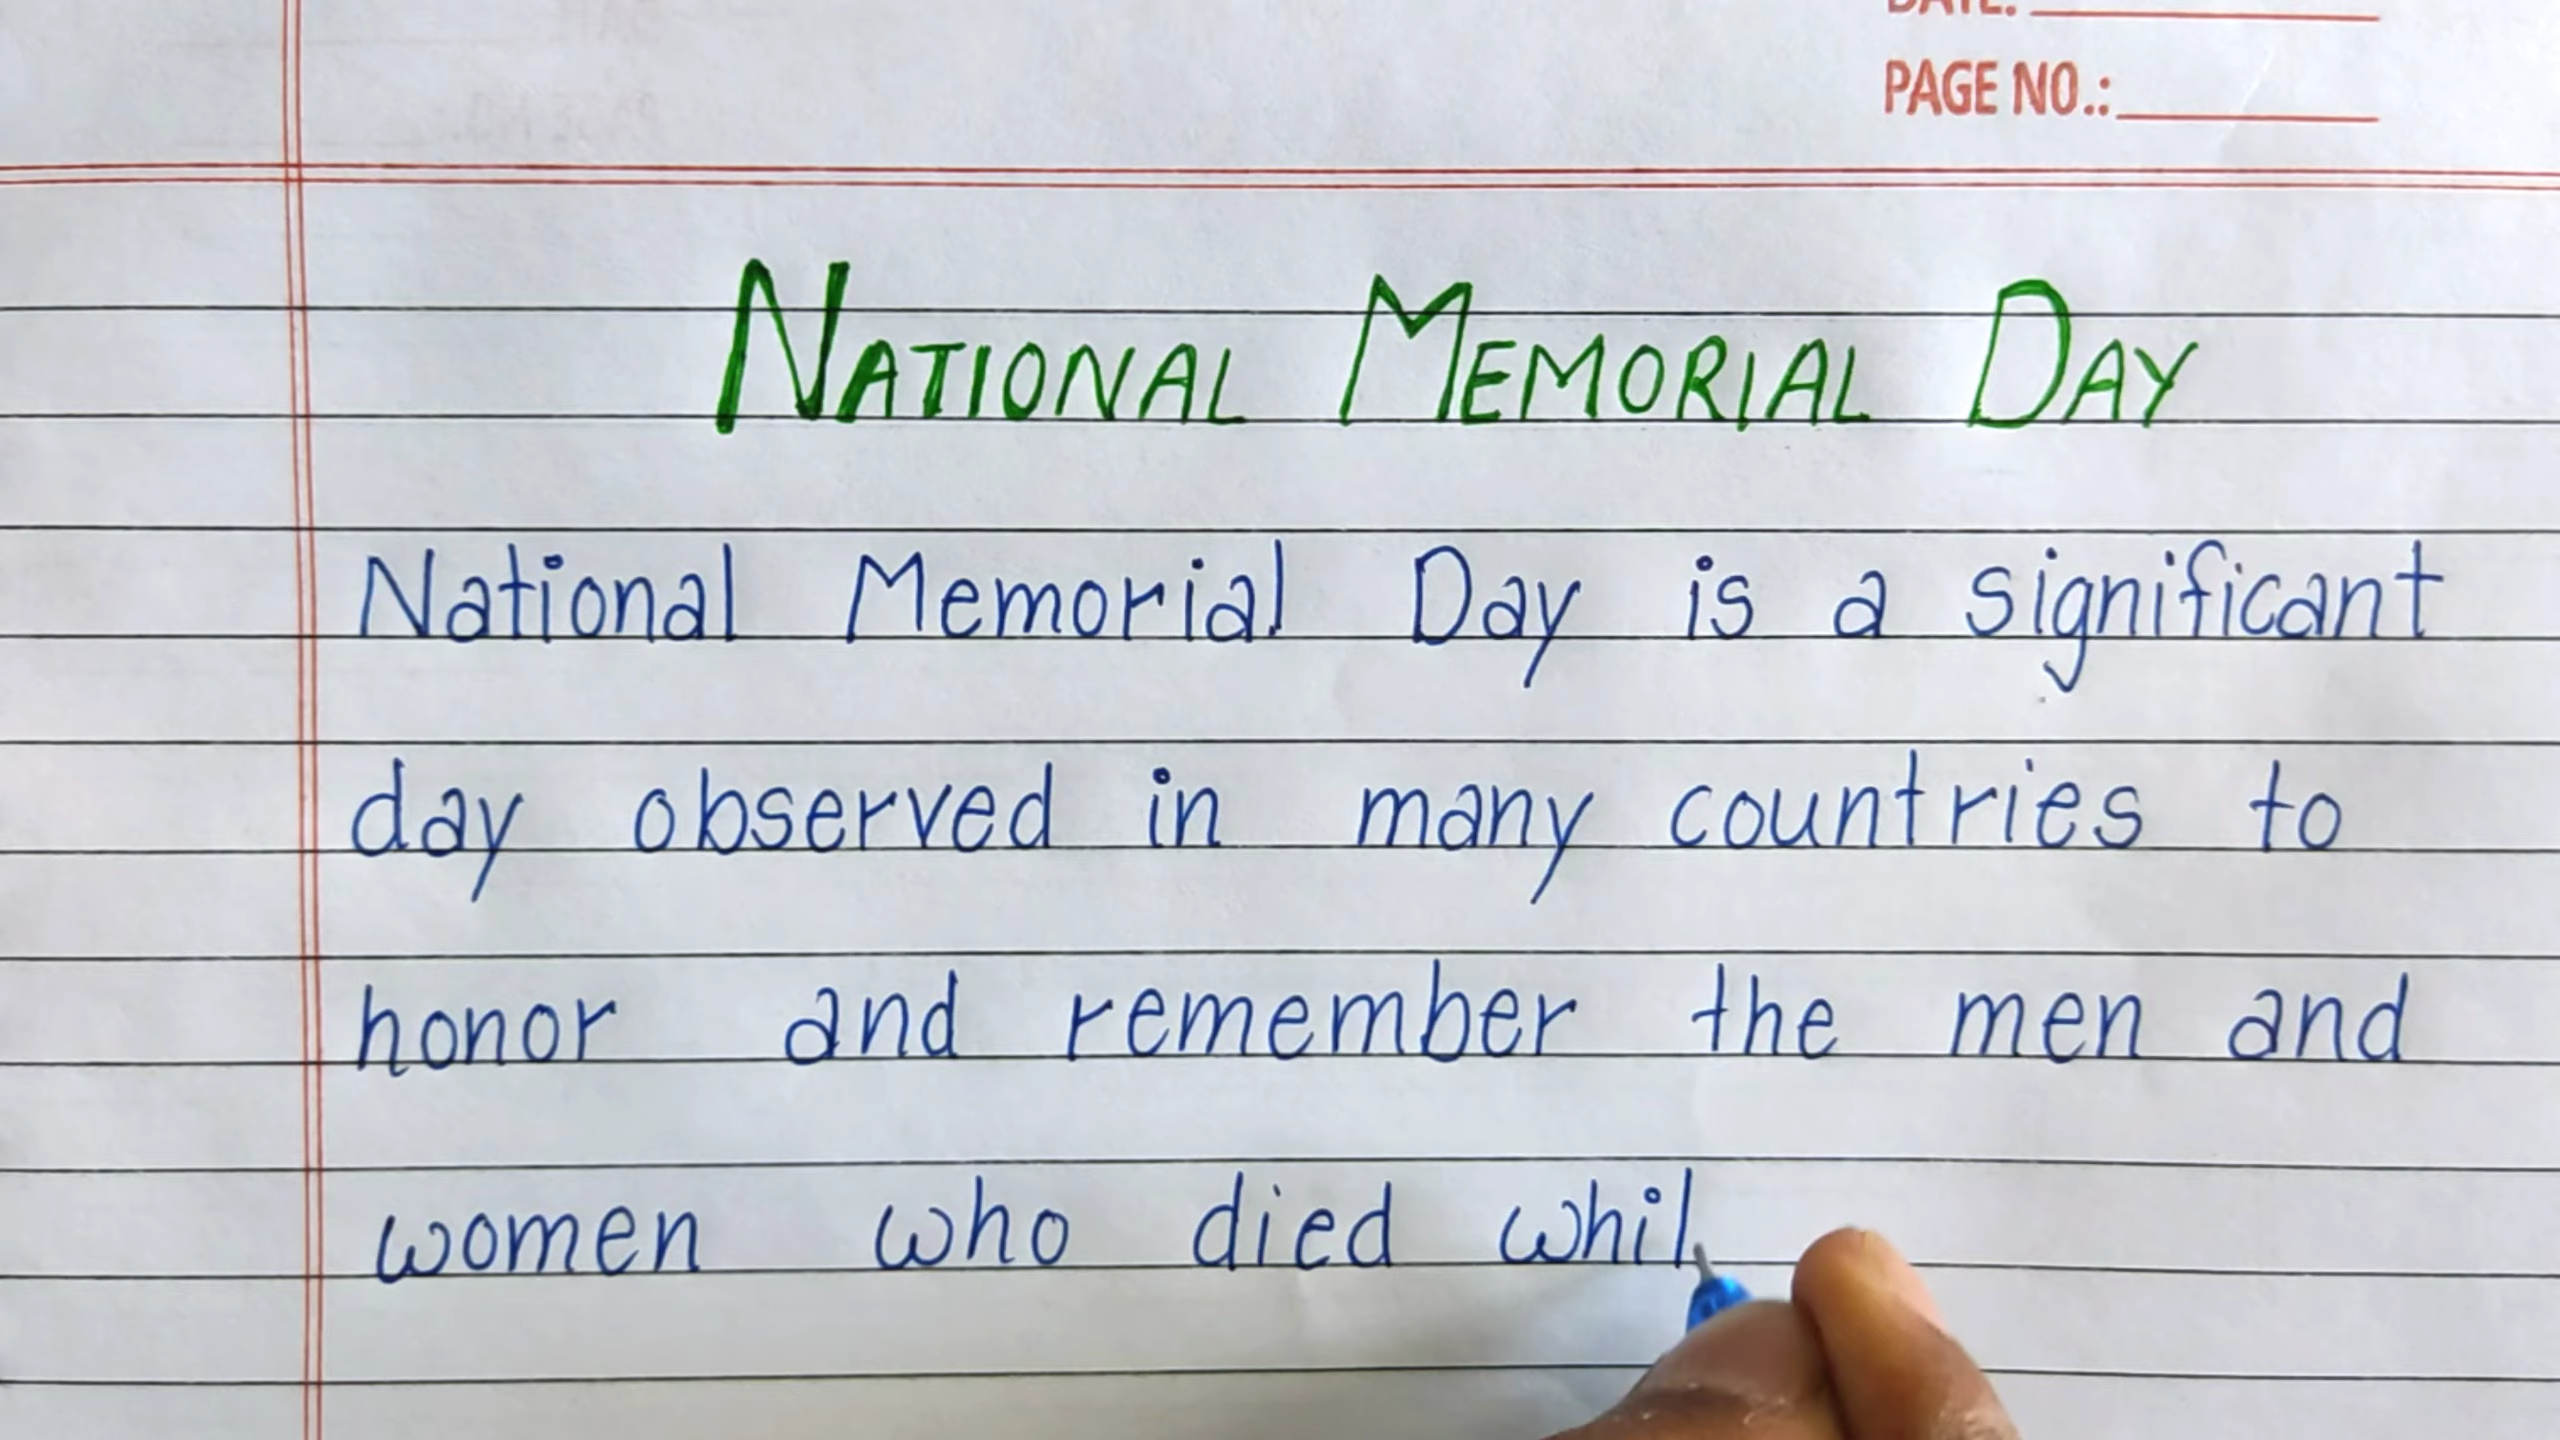 DATE:
PAGE NO.:
NATIONAL MEMORIAL DAY
National Memorial Day is a significant
day observed in many countries to
honor and remember the men and
women who died whil